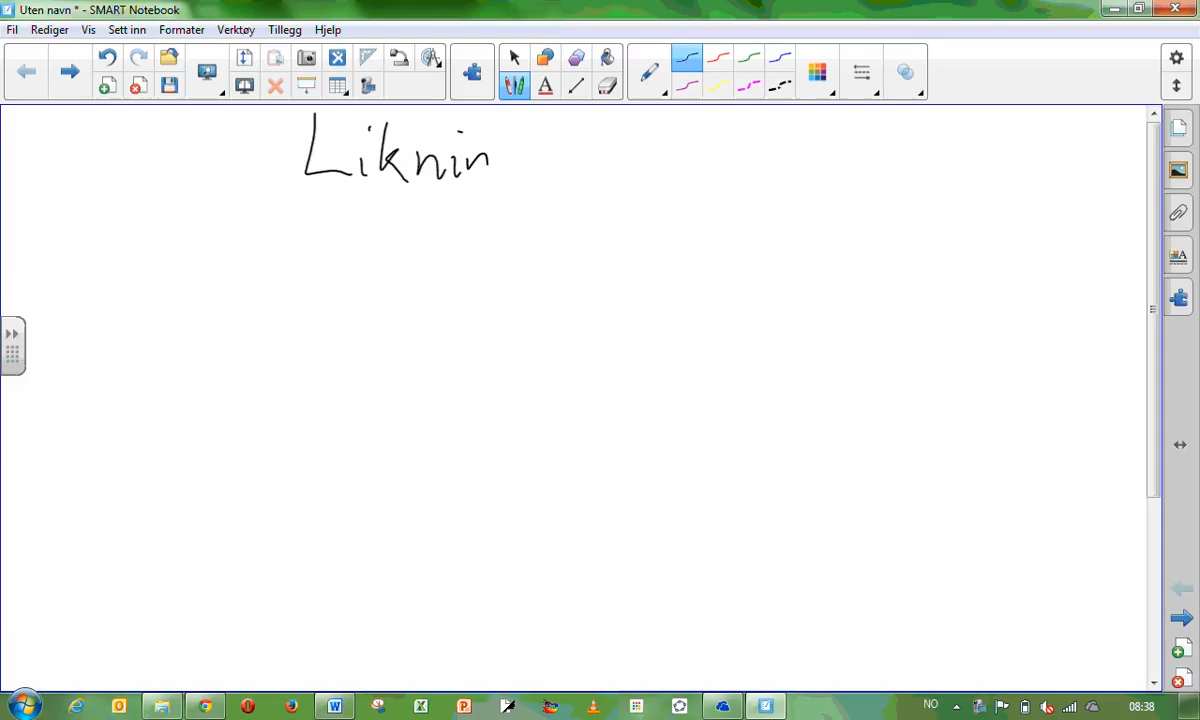 Uten navn * - SMART Notebook
Fil Rediger Vis Sett inn Formater Verktøy Tillegg Hjelp
Liknin
NO 08:38